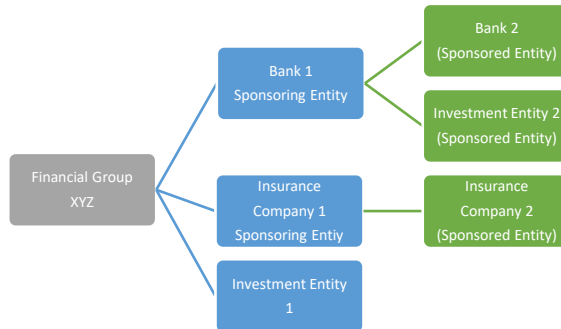 Financial Group
XYZ
Bank 1
Sponsoring Entity
Insurance
Company 1
Sponsoring Entiy
Investment Entity
1
Bank 2
(Sponsored Entity)
Investment Entity 2
(Sponsored Entity)
Insurance
Company 2
(Sponsored Entity)